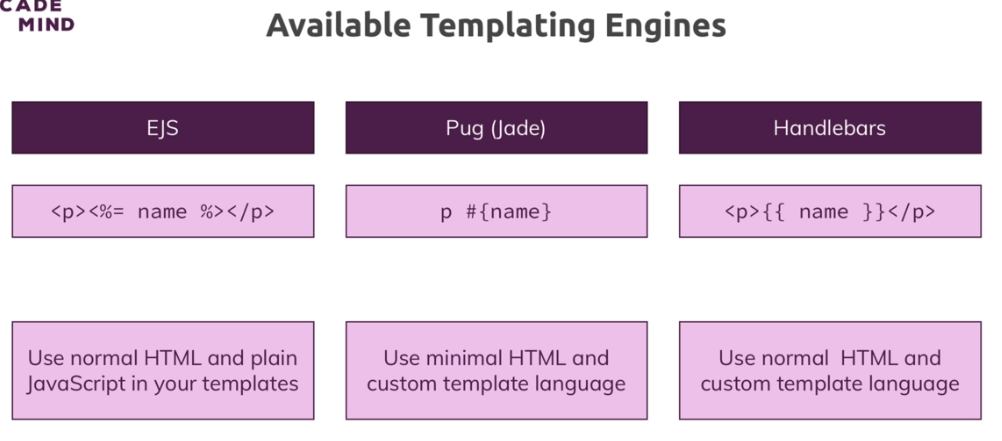 CADE
MIND
Available Templating Engines
EJS
Pug (Jade)
Handlebars
<p><%= name %></p>
p #{name}
<p>{{ name }}</p>
Use normal HTML and plain
JavaScript in your templates
Use minimal HTML and
custom template language
Use normal HTML and
custom template language